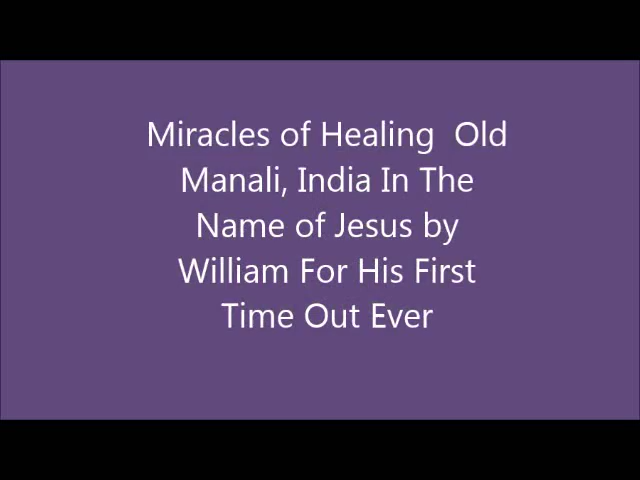 Miracles of Healing  Old
Manali, India In The
Name of Jesus by
William For His First
Time Out Ever